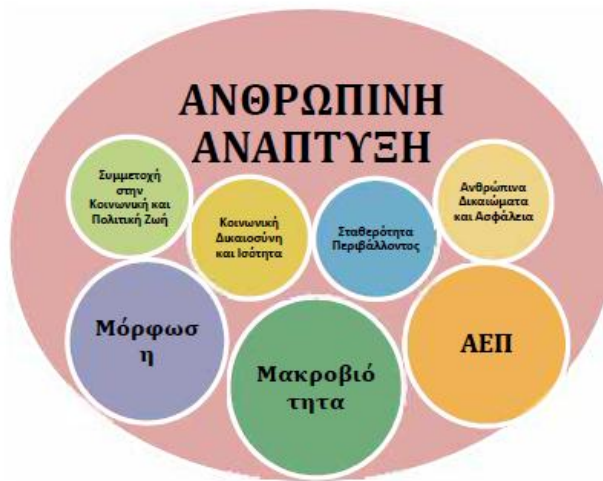 ΑΝΘΡΩΠΙΝΗ
ΑΝΑΠΤΥΞΗ
Συμμετοχή
στην
Κοινωνική και
Πολιτική Ζωή
Κοινωνική
Δικαιοσύνη
και Ισότητα
Σταθερότητα
Περιβάλλοντος
Ανθρώπινα
Δικαιώματα
και Ασφάλεια
Μόρφωσ
η
Μακροβιό
τητα
ΑΕΠ